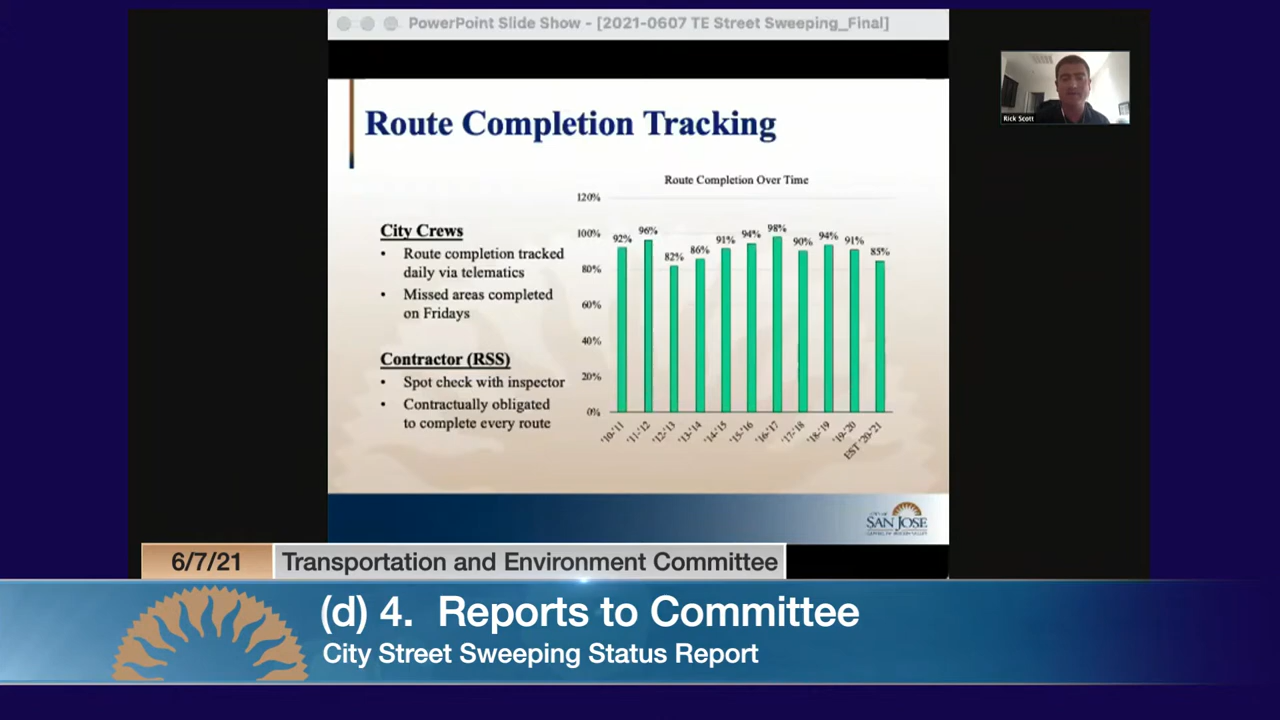 PowerPoint Slide Show - [2021-0607 TE Street Sweeping_Final]
Rick Scott
Route Completion Tracking
City Crews
• Route completion tracked
daily via telematics
• Missed areas completed
on Fridays
Contractor (RSS)
• Spot check with inspector
• Contractually obligated
to complete every route
Route Completion Over Time
120%
100%
80%
60%
40%
20%
0%
92%
96%
82%
86%
91%
94%
98%
90%
94%
91%
85%
'10-'11
'11-'12
'12-'13
'13-'14
'14-'15
'15-'16
'16-'17
'17-'18
'18-'19
'19-'20
EST '20-'21
CITY OF
SAN JOSE
6/7/21
Transportation and Environment Committee
(d) 4. Reports to Committee
City Street Sweeping Status Report